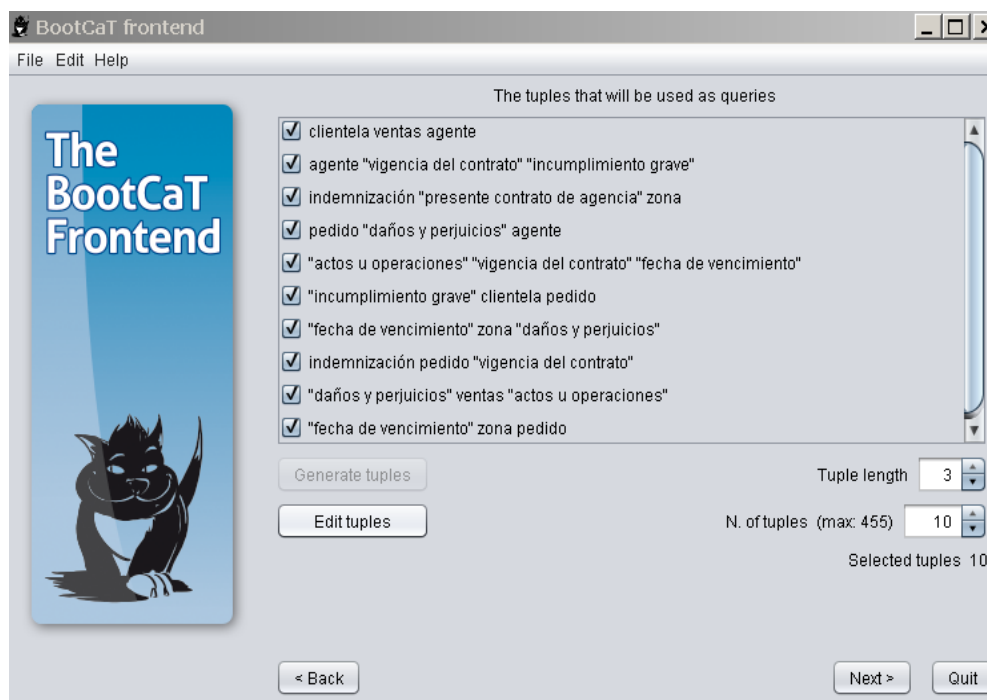 BootCaT frontend
File Edit Help
The
BootCaT
Frontend
The tuples that will be used as queries
clientela ventas agente
agente "vigencia del contrato" "incumplimiento grave"
indemnización "presente contrato de agencia" zona
pedido "daños y perjuicios" agente
"actos u operaciones" "vigencia del contrato" "fecha de vencimiento"
"incumplimiento grave" clientela pedido
"fecha de vencimiento" zona "daños y perjuicios"
indemnización pedido "vigencia del contrato"
"daños y perjuicios" ventas "actos u operaciones"
"fecha de vencimiento" zona pedido
Generate tuples
Tuple length 3
Edit tuples
N. of tuples (max: 455) 10
Selected tuples 10
< Back
Next >
Quit